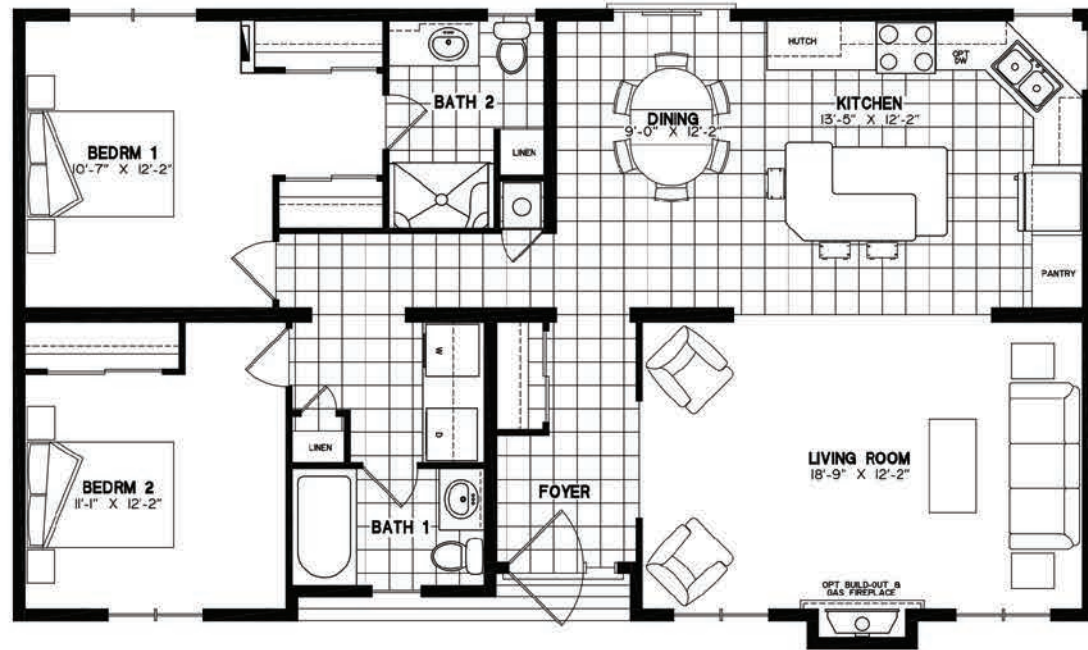 HUTCH
OPT
DW
BATH 2
KITCHEN
13'-5" X 12'-2"
DINING
9'-0" X 12'-2"
BEDRM 1
10'-7" X 12'-2"
LINEN
PANTRY
W
D
LINEN
LIVING ROOM
18'-9" X 12'-2"
BEDRM 2
11'-1" X 12'-2"
FOYER
BATH 1
OPT BUILD-OUT &
GAS FIREPLACE